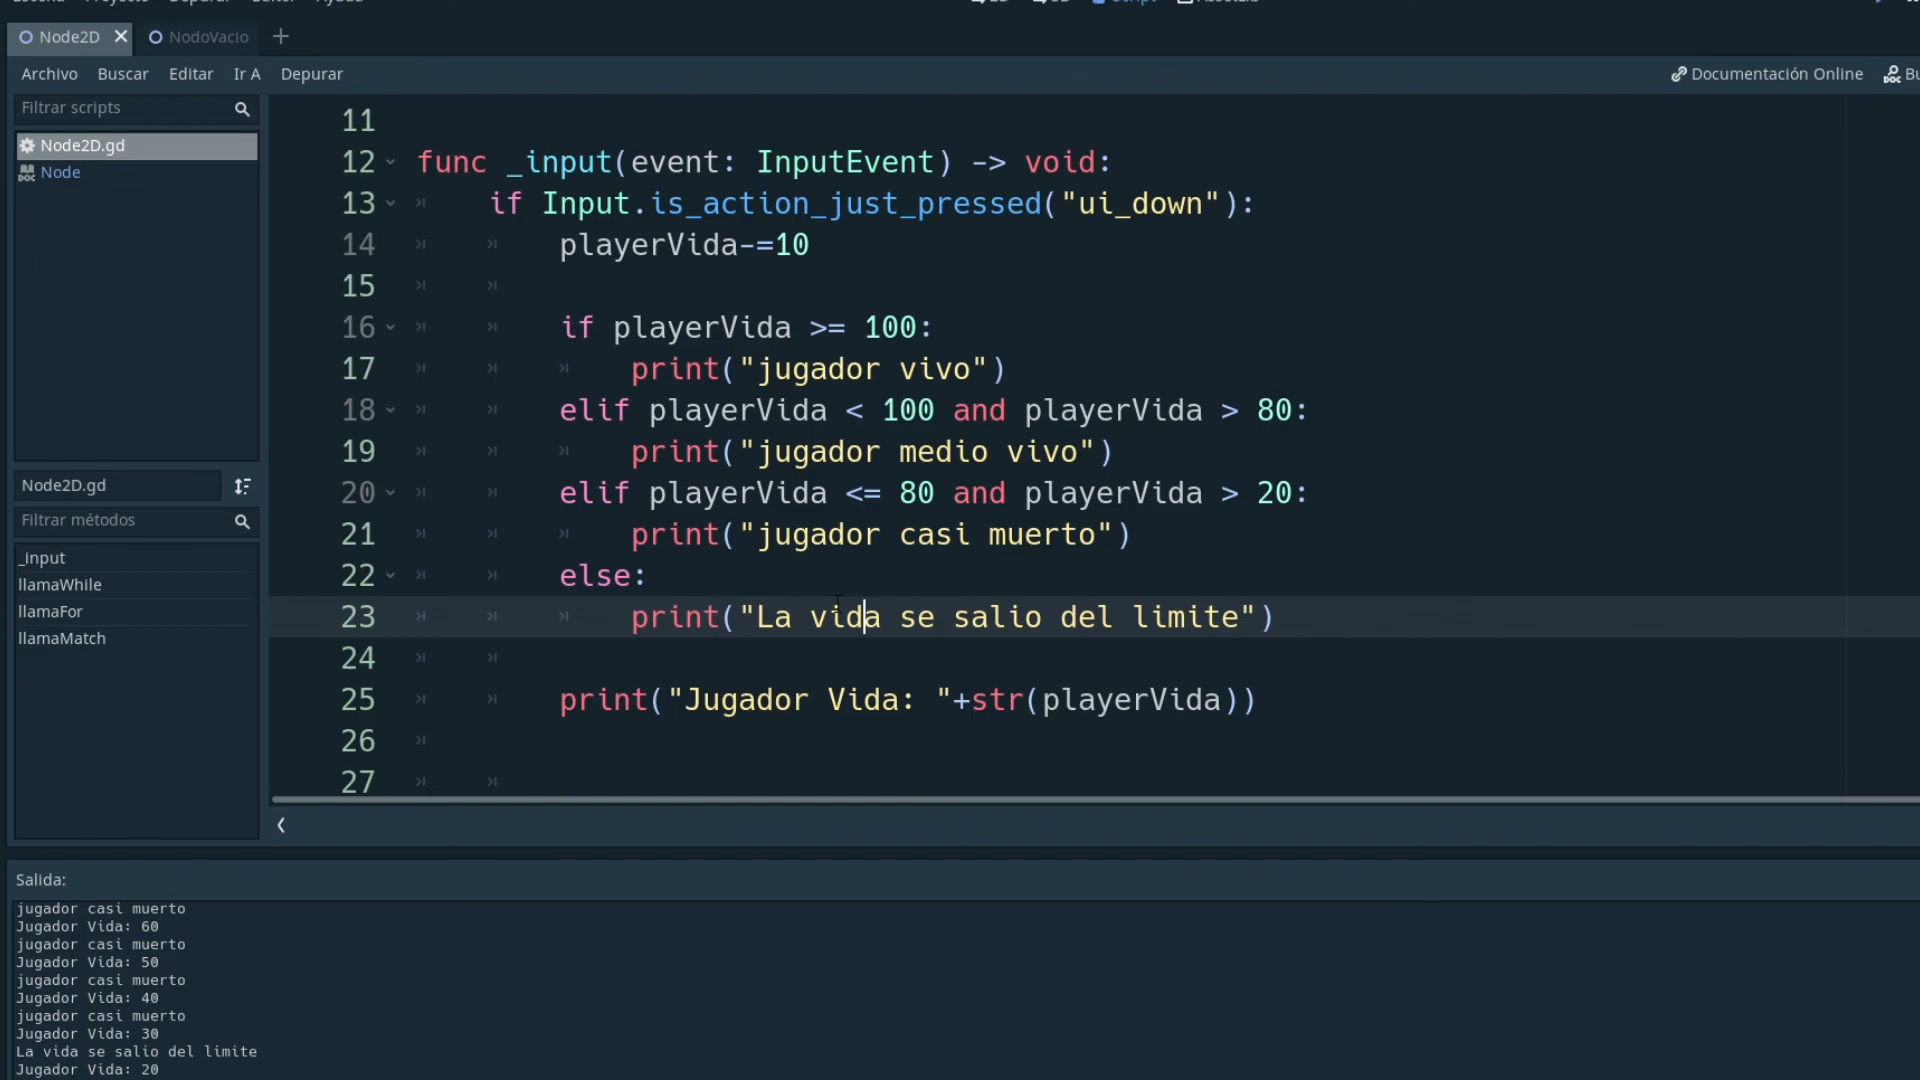 Node2D
NodoVacio
Archivo Buscar Editar Ir A Depurar
Documentación Online
Filtrar scripts
Node2D.gd
Node
Node2D.gd
Filtrar métodos
_input
llamaWhile
llamaFor
llamaMatch
11
12 func _input(event: InputEvent) -> void:
13 if Input.is_action_just_pressed("ui_down"):
14 playerVida-=10
15
16 if playerVida >= 100:
17 print("jugador vivo")
18 elif playerVida < 100 and playerVida > 80:
19 print("jugador medio vivo")
20 elif playerVida <= 80 and playerVida > 20:
21 print("jugador casi muerto")
22 else:
23 print("La vida se salio del limite")
24
25 print("Jugador Vida: "+str(playerVida))
26
27
Salida:
jugador casi muerto
Jugador Vida: 60
jugador casi muerto
Jugador Vida: 50
jugador casi muerto
Jugador Vida: 40
jugador casi muerto
Jugador Vida: 30
La vida se salio del limite
Jugador Vida: 20